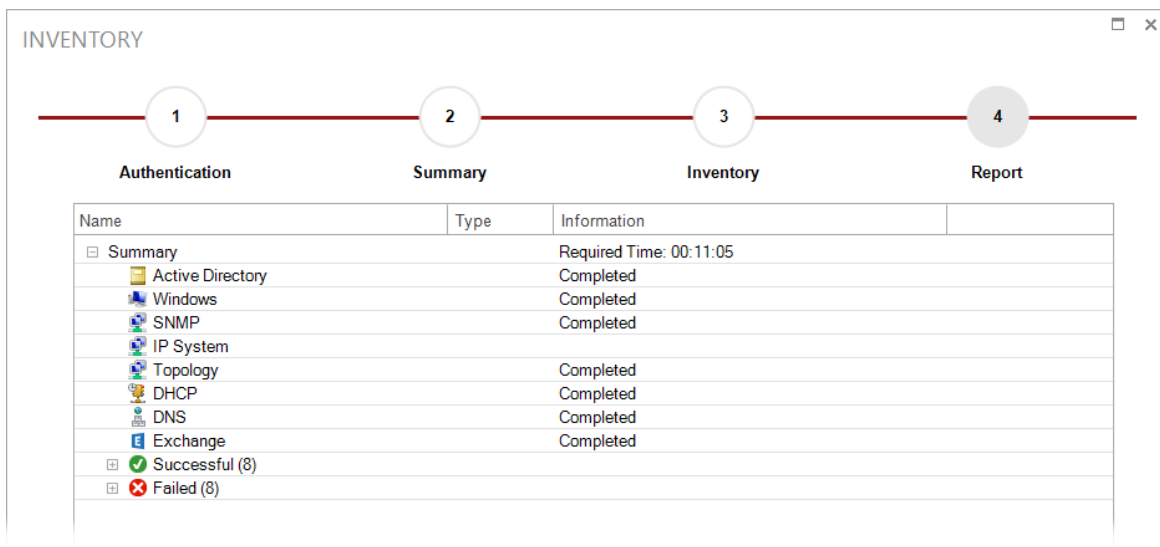 INVENTORY
1 2 3 4
Authentication Summary Inventory Report
Name Type Information
Summary Required Time: 00:11:05
Active Directory Completed
Windows Completed
SNMP Completed
IP System
Topology Completed
DHCP Completed
DNS Completed
E Exchange Completed
Successful (8)
Failed (8)